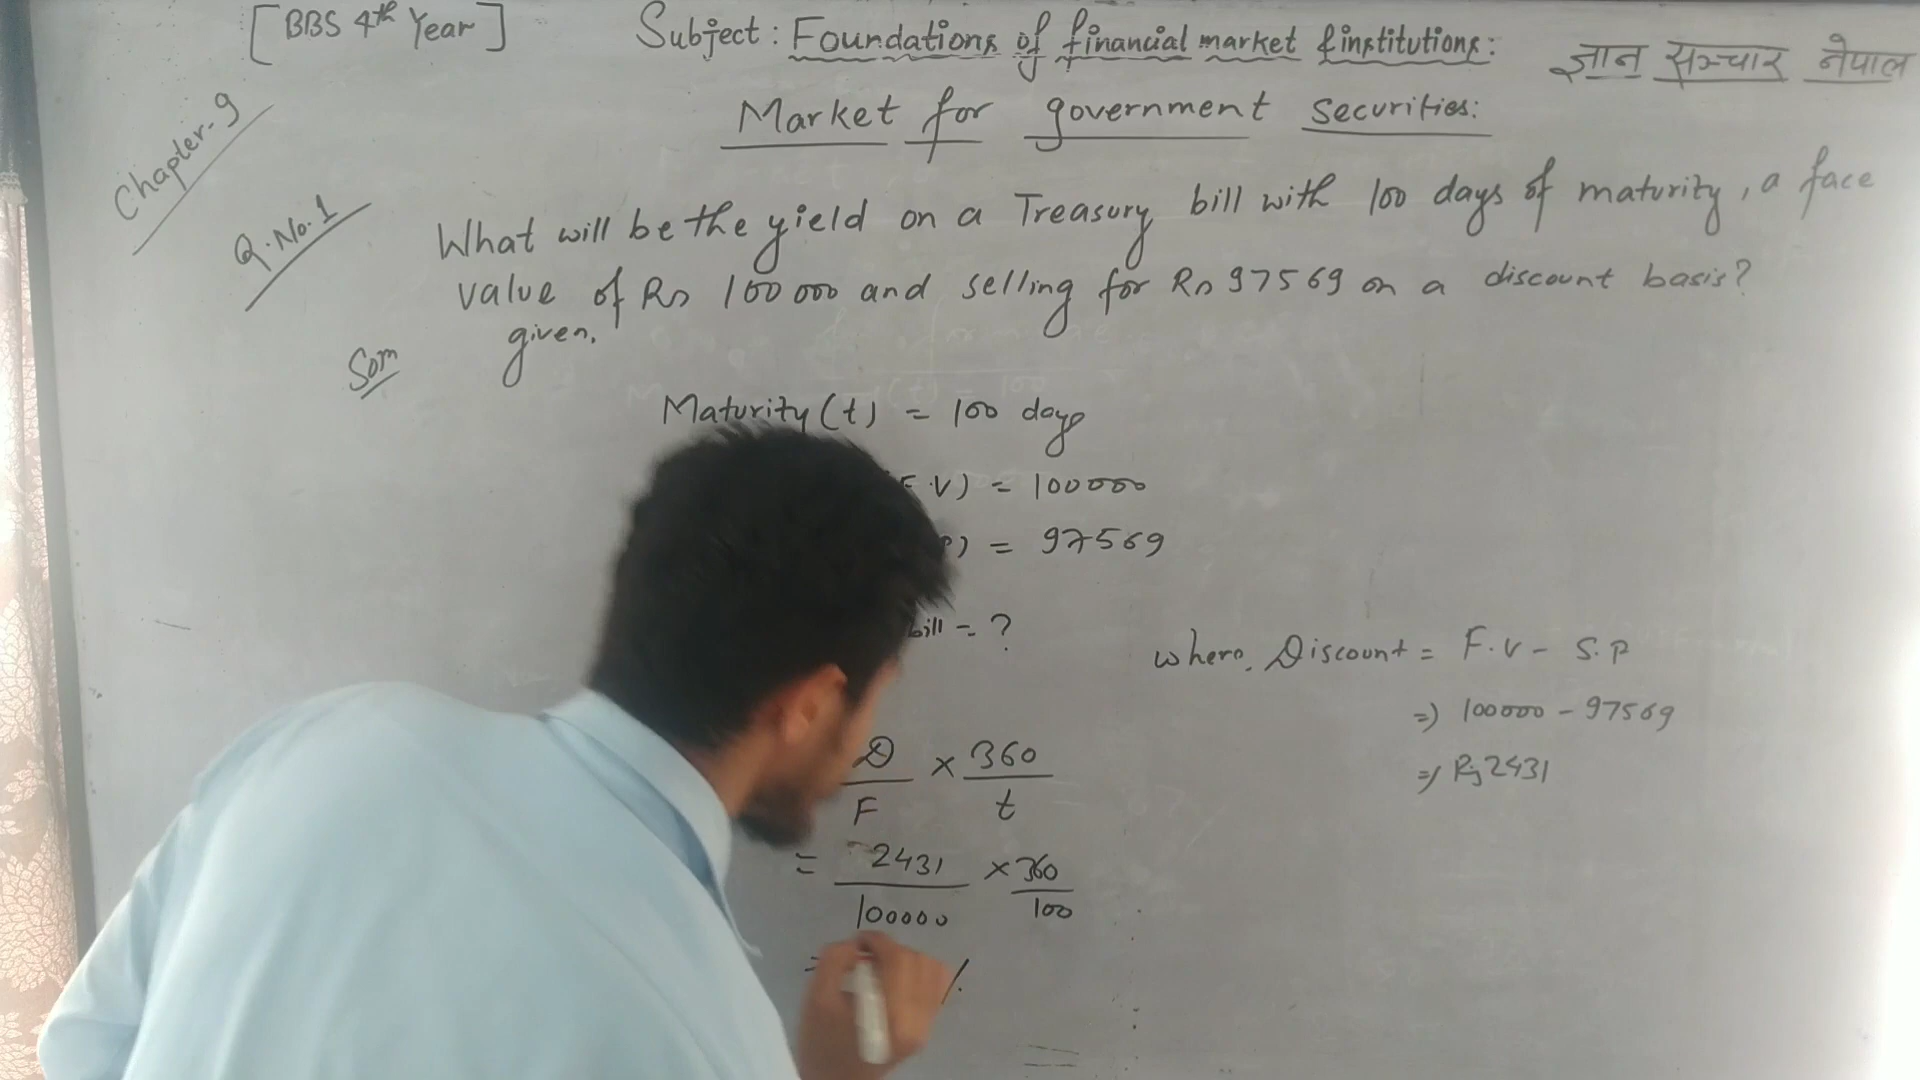 [BBS 4th Year]
Subject: Foundations of financial market & institutions:
ज्ञान सञ्चार नेपाल
Market for government securities:
Chapter-9
Q.No.1
What will be the yield on a Treasury bill with 100 days of maturity, a face
value of Rs 100000 and selling for Rs 97569 on a discount basis?
Som
given,
Maturity (t) = 100 days
F.V) = 100000
P) = 97569
bill = ?
where, Discount = F.V - S.P
=> 100000 - 97569
=> Rs 2431
D/F × 360/t
= 2431/100000 × 360/100
= %